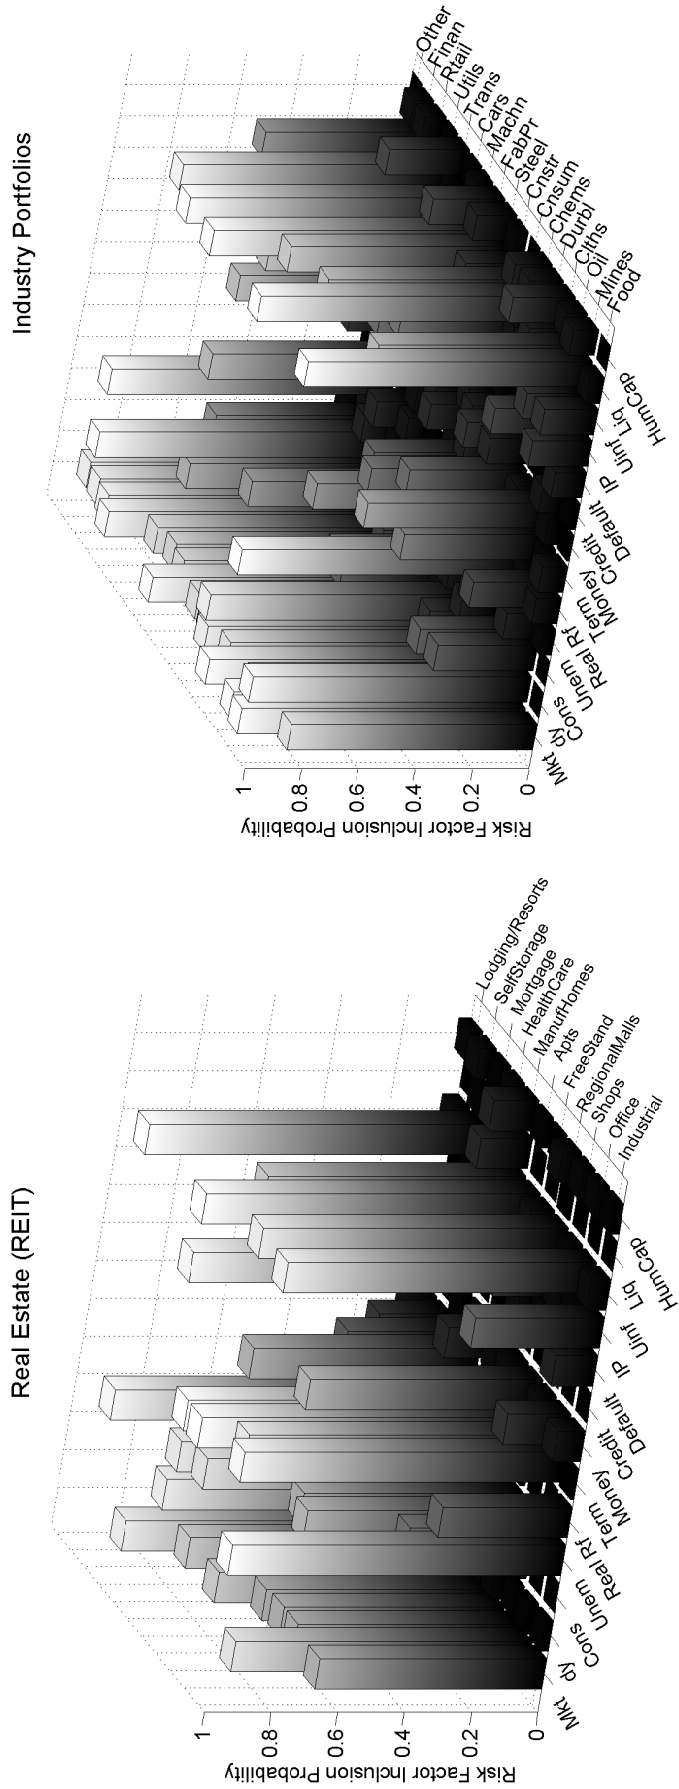 Real Estate (REIT)
Risk Factor Inclusion Probability
1
0.8
0.6
0.4
0.2
0
Mkt
dy
Cons
Unem
Real Rf
Term
Money
Credit
Default
IP
Uinf
Liq
HumCap
Industrial
Office
Shops
RegionalMalls
FreeStand
Apts
ManufHomes
HealthCare
Mortgage
SelfStorage
Lodging/Resorts
Industry Portfolios
Risk Factor Inclusion Probability
1
0.8
0.6
0.4
0.2
0
Mkt
dy
Cons
Unem
Real Rf
Term
Money
Credit
Default
IP
Uinf
Liq
HumCap
Food
Mines
Oil
Clths
Durbl
Chems
Cnsum
Cnstr
Steel
FabPr
Machn
Cars
Trans
Utils
Rtail
Finan
Other